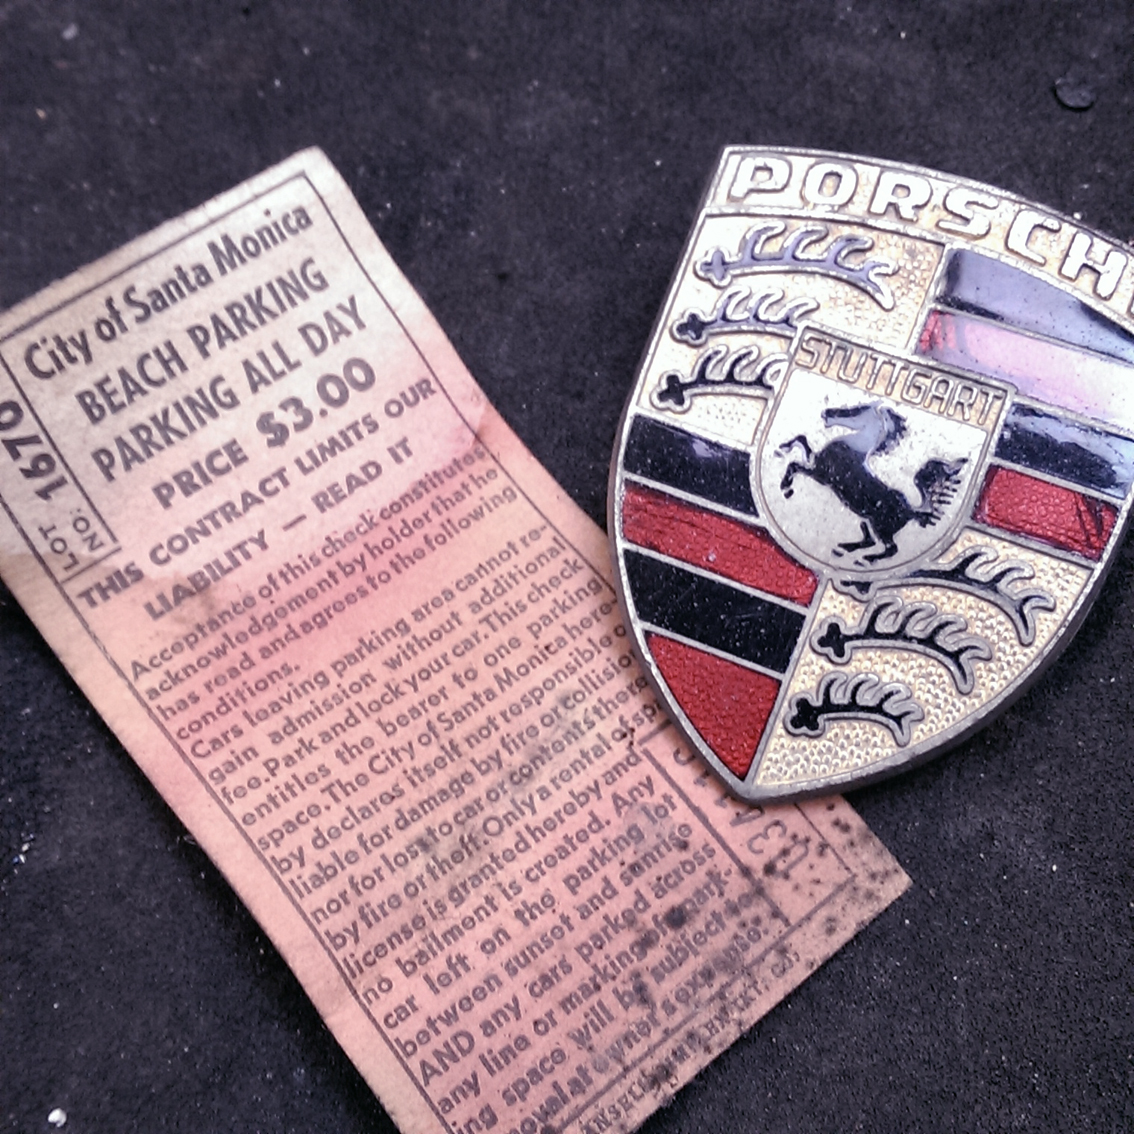 City of Santa Monica
BEACH PARKING
PARKING ALL DAY
PRICE $3.00
THIS CONTRACT LIMITS OUR
LIABILITY — READ IT
LOT
NO: 1670
Acceptance of this check constitutes
acknowledgement by holder that he
has read and agrees to the following
conditions.
Cars leaving parking area cannot re-
gain admission without additional
fee. Park and lock your car. This check
entitles the bearer to one parking
space. The City of Santa Monica here-
by declares itself not responsible or
liable for damage by fire or collision
nor for loss to car or contents there
by fire or theft. Only a rental of sp
license is granted hereby and
no bailment is created. Any
car left on the parking lot
between sunset and sunrise
AND any cars parked across
any line or marking of a park-
ing space will be subject to
moval at owner's expense.
PORSCH
STUTTGART